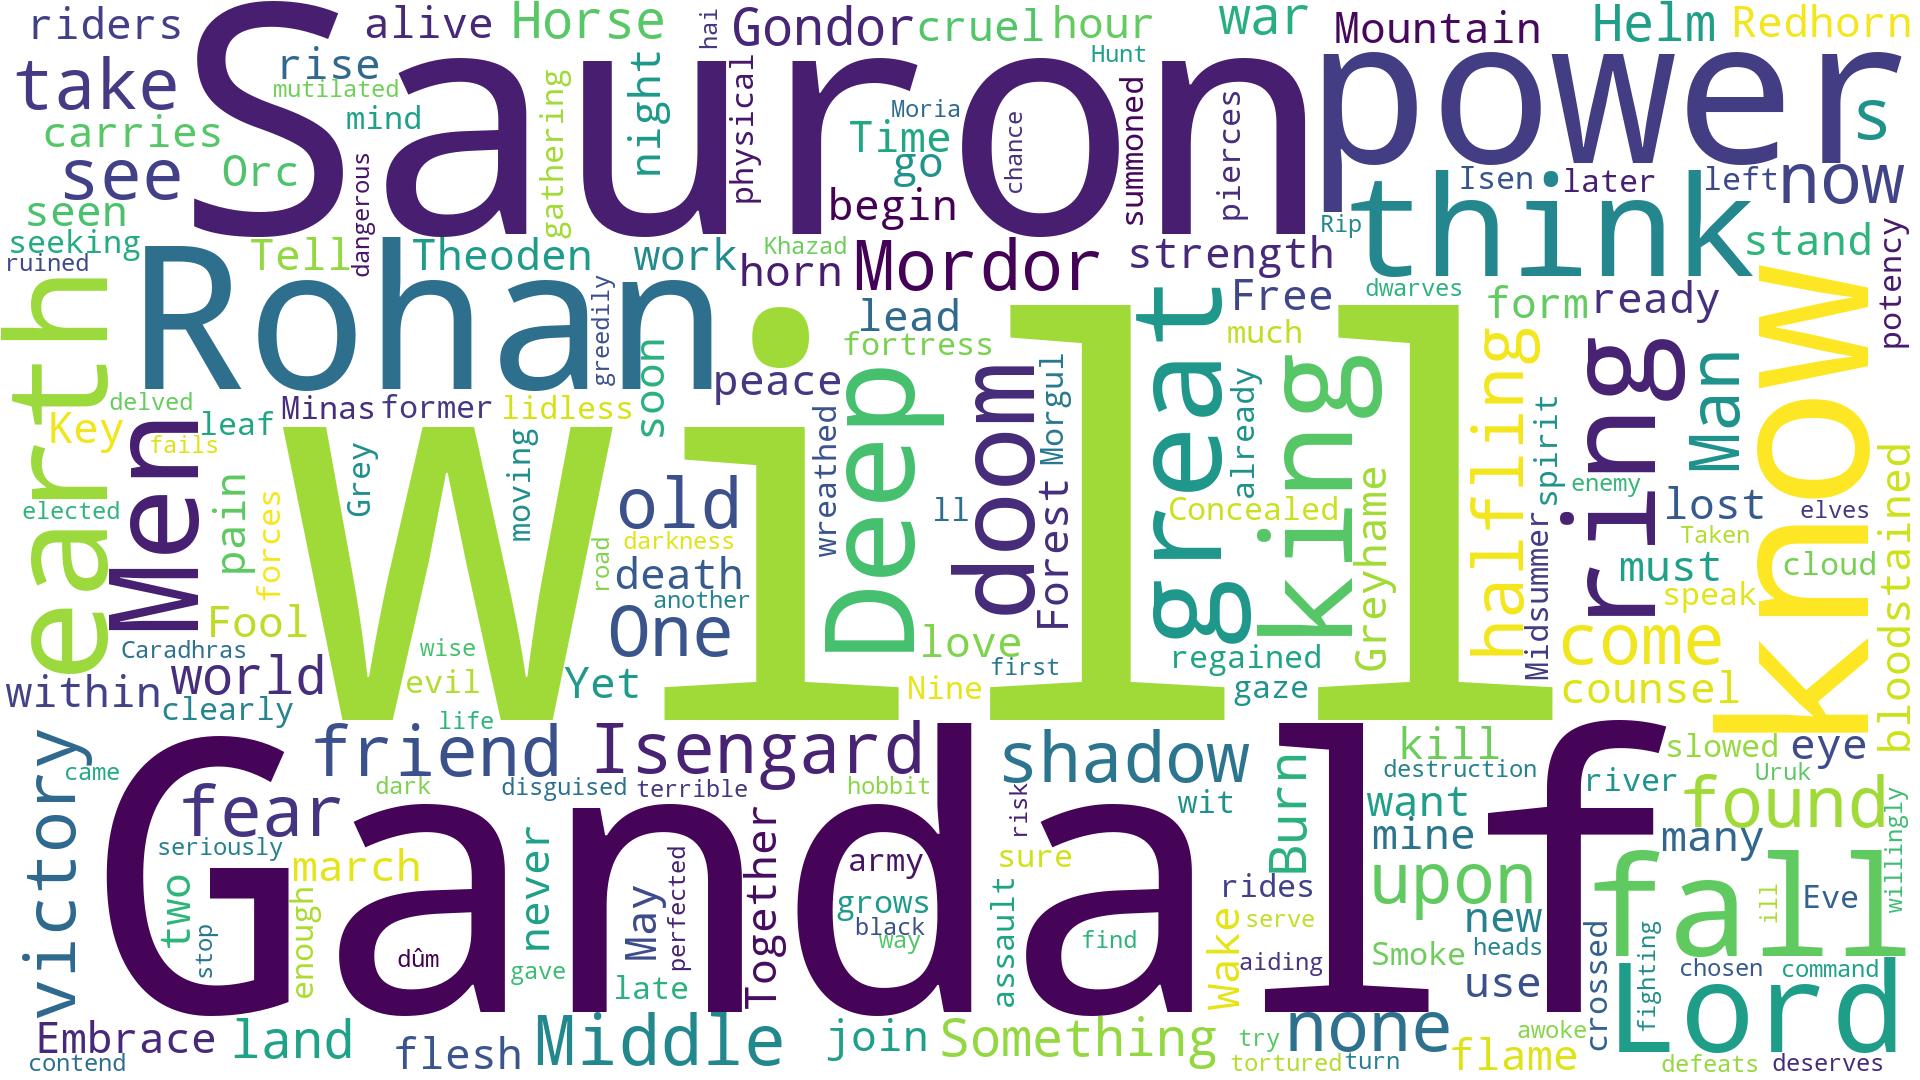 riders
alive
Horse
hai
Gondor
cruel
hour
war
Mountain
Helm
Redhorn
Sauron
power
take
rise
mutilated
mind
gathering
night
physical
Moria
Time
go
chance
Hunt
summoned
pierces
s
carries
see
Orc
dangerous
begin
Isen
later
left
now
think
seen
seeking
ruined
Tell
Theoden
work
horn
Khazad
Mordor
strength
Rip
stand
potency
earth
Rohan
greedily
soon
lead
fortress
great
Free
much
dwarves
form
ready
know
peace
delved
Key
fails
leaf
Minas
former
lidless
Men
Will
Deep
doom
Morgul
already
king
halfling
spirit
ring
Man
elected
pain
forces
Grey
moving
old
darkness
road
wreathed
ll
Forest
Concealed
Greyhame
Midsummer
enemy
lost
Taken
elves
must
cloud
bloodstained
speak
Fool
death
another
One
love
first
regained
gaze
come
counsel
Caradhras
within
world
clearly
wise
evil
life
Yet
Nine
victory
came
friend
Isengard
shadow
kill
destruction
slowed
eye
river
Uruk
fear
dark
disguised
terrible
hobbit
risk
wit
Burn
want
mine
found
willingly
many
Gandalf
seriously
march
two
stop
enough
never
May
perfected
Together
army
grows
black
way
sure
assault
find
rides
Wake
serve
aiding
upon
new
heads
Smoke
use
fall
ill
Eve
crossed
fighting
chosen
command
dûm
gave
late
Lord
Embrace
land
contend
flesh
Middle
join
Something
try
tortured
turn
none
flame
awoke
defeats
deserves